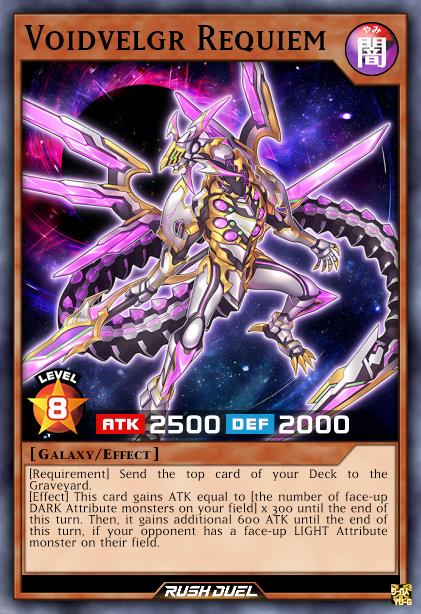 Voidvelgr Requiem
やみ
闇
LEVEL
8
ATK 2500 DEF 2000
[Galaxy/Effect]
[Requirement] Send the top card of your Deck to the
Graveyard.
[Effect] This card gains ATK equal to [the number of face-up
DARK Attribute monsters on your field] x 300 until the end of
this turn. Then, it gains additional 600 ATK until the end of
this turn, if your opponent has a face-up LIGHT Attribute
monster on their field.
RUSH DUEL